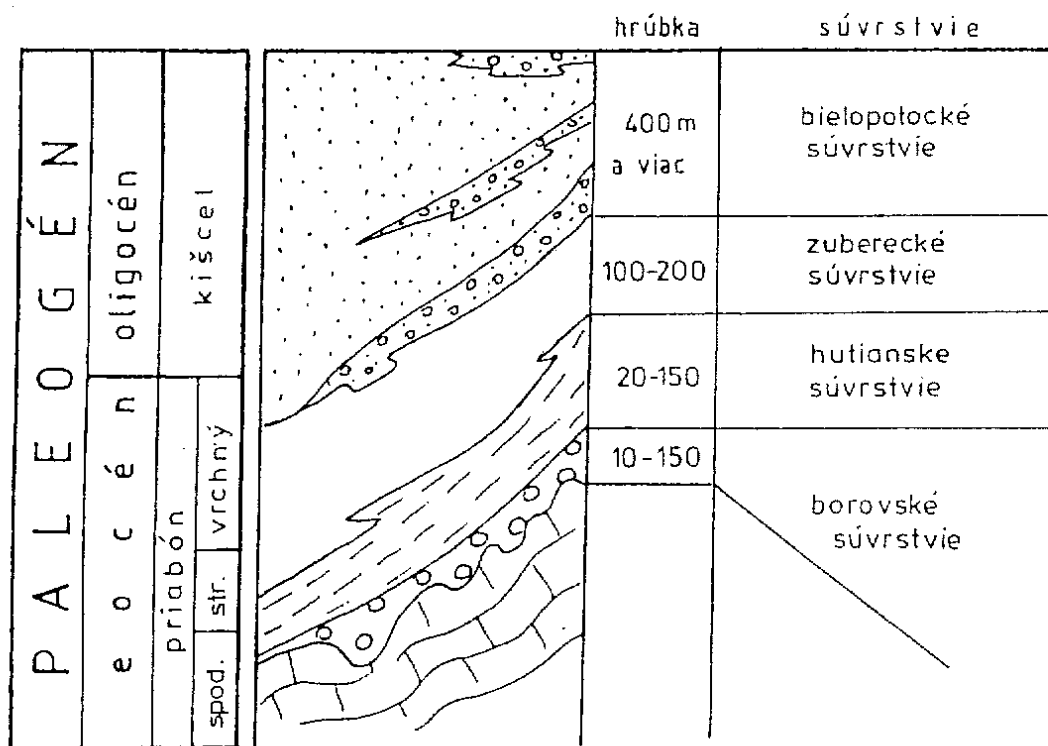 hrúbka
súvrstvie
PALEOGÉN
oligocén
eocén
kišcel
priabón
vrchný
str.
spod.
400 m
a viac
bielopotocké
súvrstvie
100-200
zuberecké
súvrstvie
20-150
hutianske
súvrstvie
10-150
borovské
súvrstvie